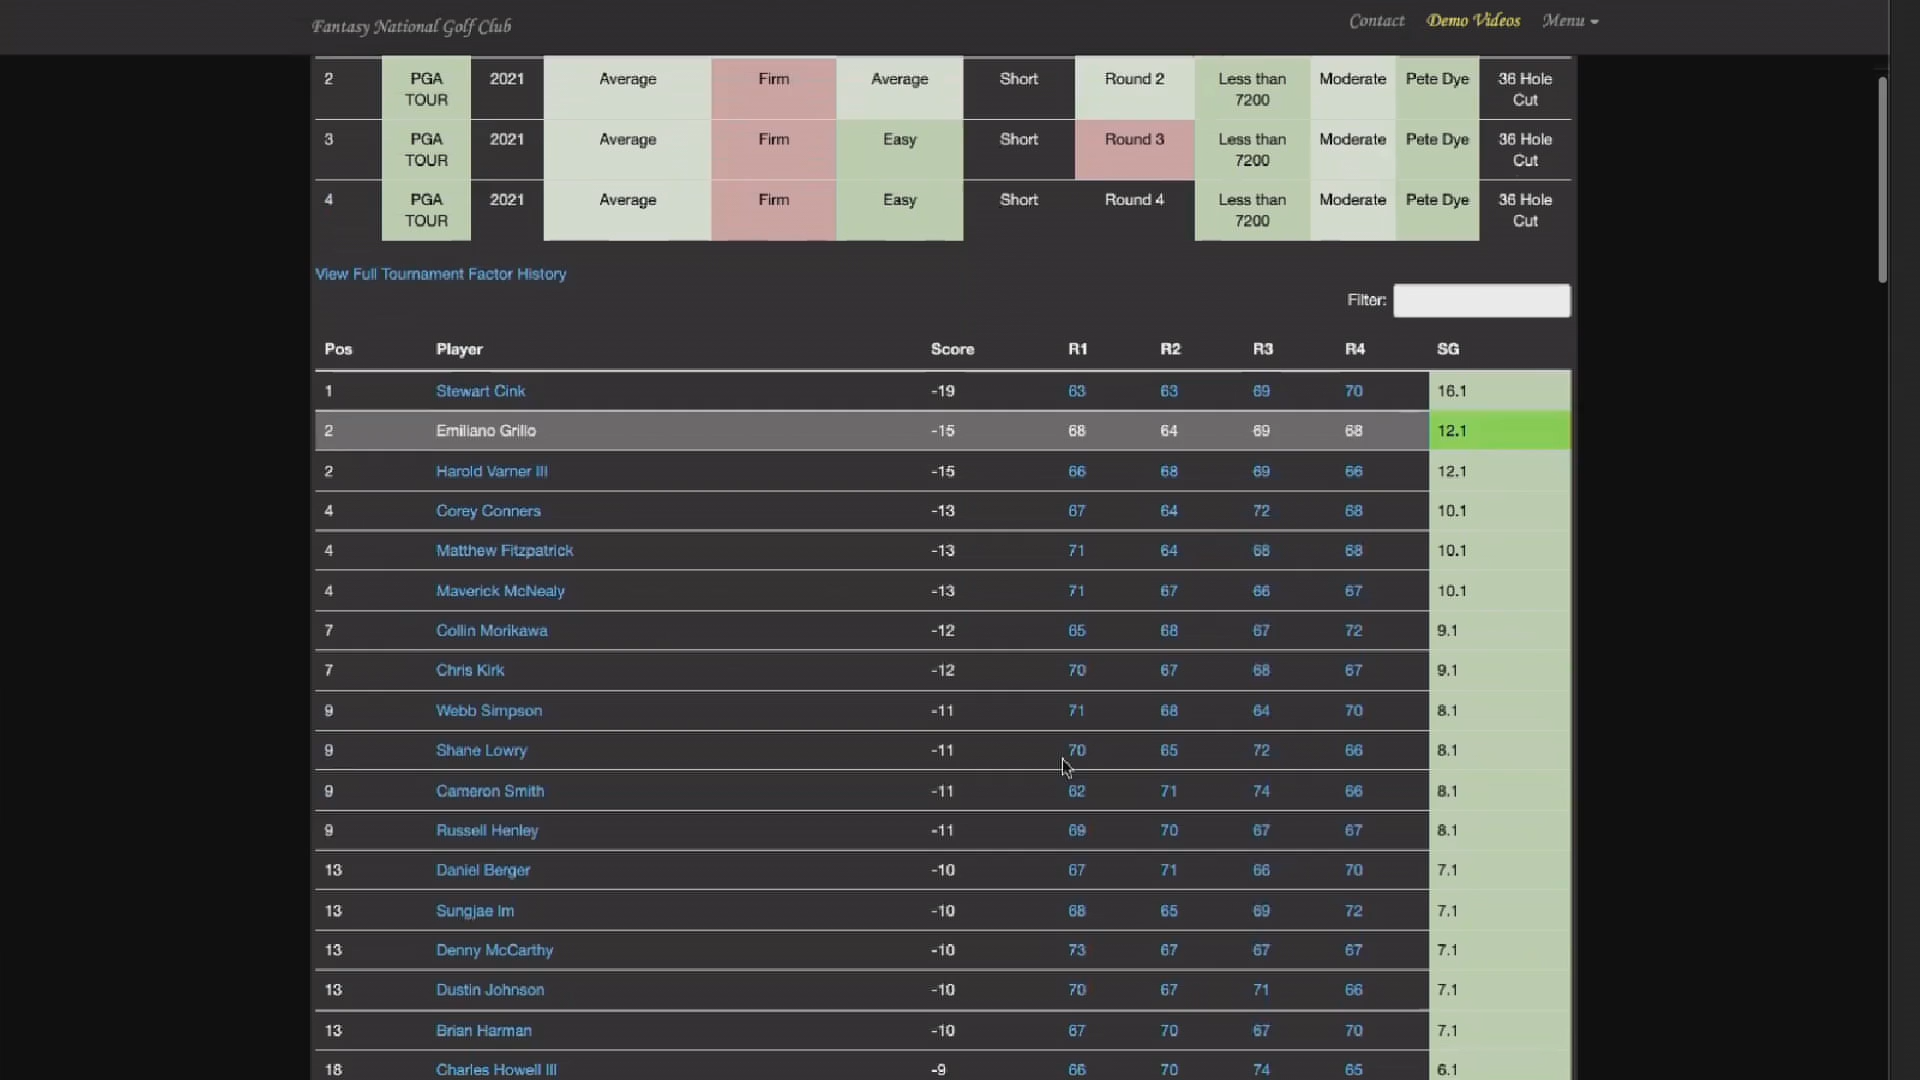 Fantasy National Golf Club Contact Demo Videos Menu
2 PGA TOUR 2021 Average Firm Average Short Round 2 Less than 7200 Moderate Pete Dye 36 Hole Cut
3 PGA TOUR 2021 Average Firm Easy Short Round 3 Less than 7200 Moderate Pete Dye 36 Hole Cut
4 PGA TOUR 2021 Average Firm Easy Short Round 4 Less than 7200 Moderate Pete Dye 36 Hole Cut
View Full Tournament Factor History
Filter:
Pos Player Score R1 R2 R3 R4 SG
1 Stewart Cink -19 63 63 69 70 16.1
2 Emiliano Grillo -15 68 64 69 68 12.1
2 Harold Varner III -15 66 68 69 66 12.1
4 Corey Conners -13 67 64 72 68 10.1
4 Matthew Fitzpatrick -13 71 64 68 68 10.1
4 Maverick McNealy -13 71 67 66 67 10.1
7 Collin Morikawa -12 65 68 67 72 9.1
7 Chris Kirk -12 70 67 68 67 9.1
9 Webb Simpson -11 71 68 64 70 8.1
9 Shane Lowry -11 70 65 72 66 8.1
9 Cameron Smith -11 62 71 74 66 8.1
9 Russell Henley -11 69 70 67 67 8.1
13 Daniel Berger -10 67 71 66 70 7.1
13 Sungjae Im -10 68 65 69 72 7.1
13 Denny McCarthy -10 73 67 67 67 7.1
13 Dustin Johnson -10 70 67 71 66 7.1
13 Brian Harman -10 67 70 67 70 7.1
18 Charles Howell III -9 66 70 74 65 6.1